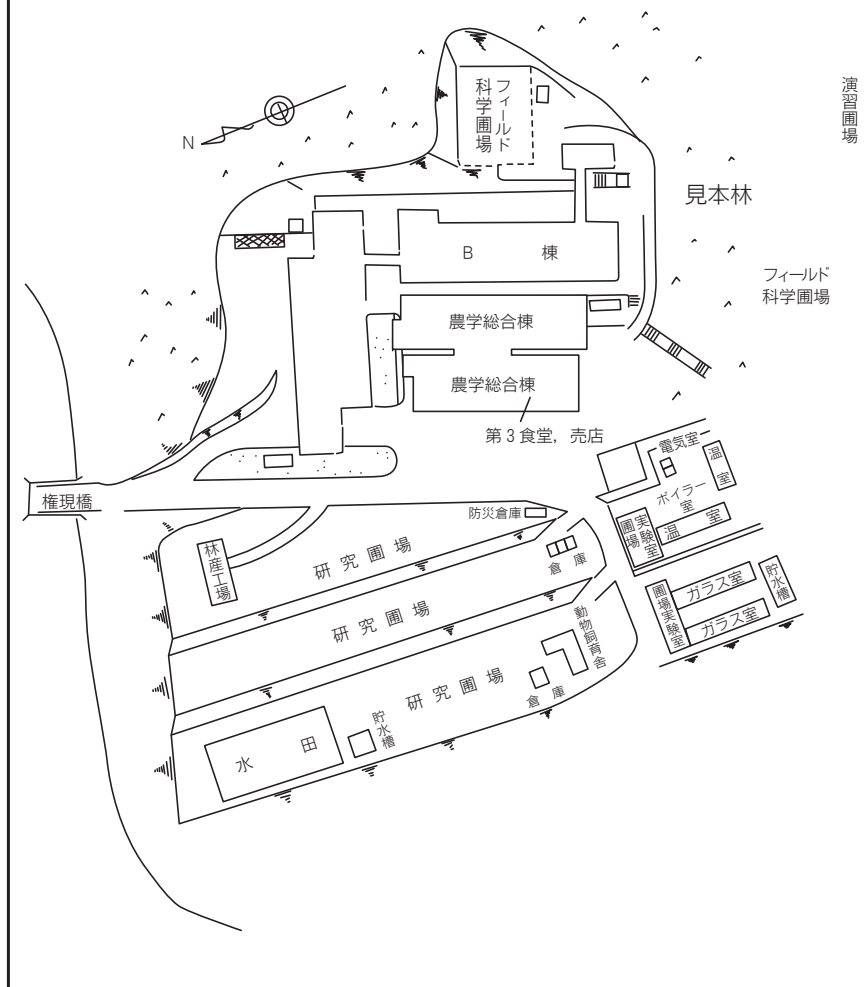 演習圃場
フィールド
科学圃場
N
見本林
B 棟
フィールド
科学圃場
農学総合棟
農学総合棟
第3食堂，売店
電気室
温室
ボイラー
室
権現橋
防災倉庫
圃場
実験室
温室
林産工場
研究圃場
倉庫
ガラス室
貯水槽
圃場実験室
ガラス室
研究圃場
動物飼育舎
研究圃場
倉庫
貯水槽
水田